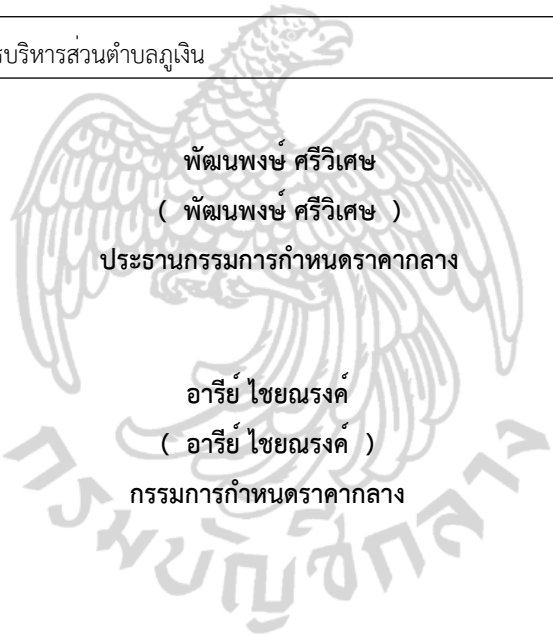 รบริหารส่วนตำบลภูเงิน
พัฒนพงษ์ ศรีวิเศษ
( พัฒนพงษ์ ศรีวิเศษ )
ประธานกรรมการกำหนดราคากลาง
อารีย์ ไชยณรงค์
( อารีย์ ไชยณรงค์ )
กรรมการกำหนดราคากลาง
กรมบัญชีกลาง